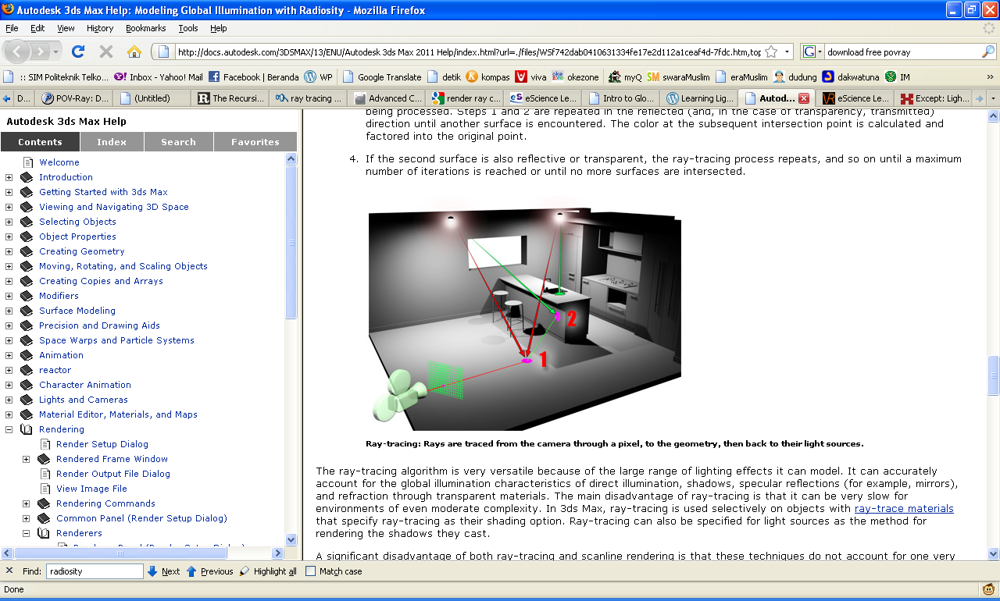 Autodesk 3ds Max Help: Modeling Global Illumination with Radiosity - Mozilla Firefox
File Edit View History Bookmarks Tools Help
http://docs.autodesk.com/3DSMAX/13/ENU/Autodesk 3ds Max 2011 Help/index.html?url=./files/WSf742dab0410631334fe17e2d112a1ceaf4d-7fdc.htm,top
download free povray
:: SIM Politeknik Telko... Inbox - Yahoo! Mail Facebook | Beranda WP Google Translate detik kompas viva okezone myQ swaraMuslim eraMuslim dudung dakwatuna IM »
D... POV-Ray: D... (Untitled) The Recursi... ray tracing ... Advanced C... render ray c... eScience Le... Intro to Glo... Learning Lig... Autod... eScience Le... Except: Ligh...
Autodesk 3ds Max Help
Contents Index Search Favorites
Welcome
Introduction
Getting Started with 3ds Max
Viewing and Navigating 3D Space
Selecting Objects
Object Properties
Creating Geometry
Moving, Rotating, and Scaling Objects
Creating Copies and Arrays
Modifiers
Surface Modeling
Precision and Drawing Aids
Space Warps and Particle Systems
Animation
reactor
Character Animation
Lights and Cameras
Material Editor, Materials, and Maps
Rendering
Render Setup Dialog
Rendered Frame Window
Render Output File Dialog
View Image File
Rendering Commands
Common Panel (Render Setup Dialog)
Renderers
being processed. Steps 1 and 2 are repeated in the reflected (and, in the case of transparency, transmitted)
direction until another surface is encountered. The color at the subsequent intersection point is calculated and
factored into the original point.
4. If the second surface is also reflective or transparent, the ray-tracing process repeats, and so on until a maximum
number of iterations is reached or until no more surfaces are intersected.
2
1
Ray-tracing: Rays are traced from the camera through a pixel, to the geometry, then back to their light sources.
The ray-tracing algorithm is very versatile because of the large range of lighting effects it can model. It can accurately
account for the global illumination characteristics of direct illumination, shadows, specular reflections (for example, mirrors),
and refraction through transparent materials. The main disadvantage of ray-tracing is that it can be very slow for
environments of even moderate complexity. In 3ds Max, ray-tracing is used selectively on objects with ray-trace materials
that specify ray-tracing as their shading option. Ray-tracing can also be specified for light sources as the method for
rendering the shadows they cast.
A significant disadvantage of both ray-tracing and scanline rendering is that these techniques do not account for one very
Find: radiosity Next Previous Highlight all Match case
Done